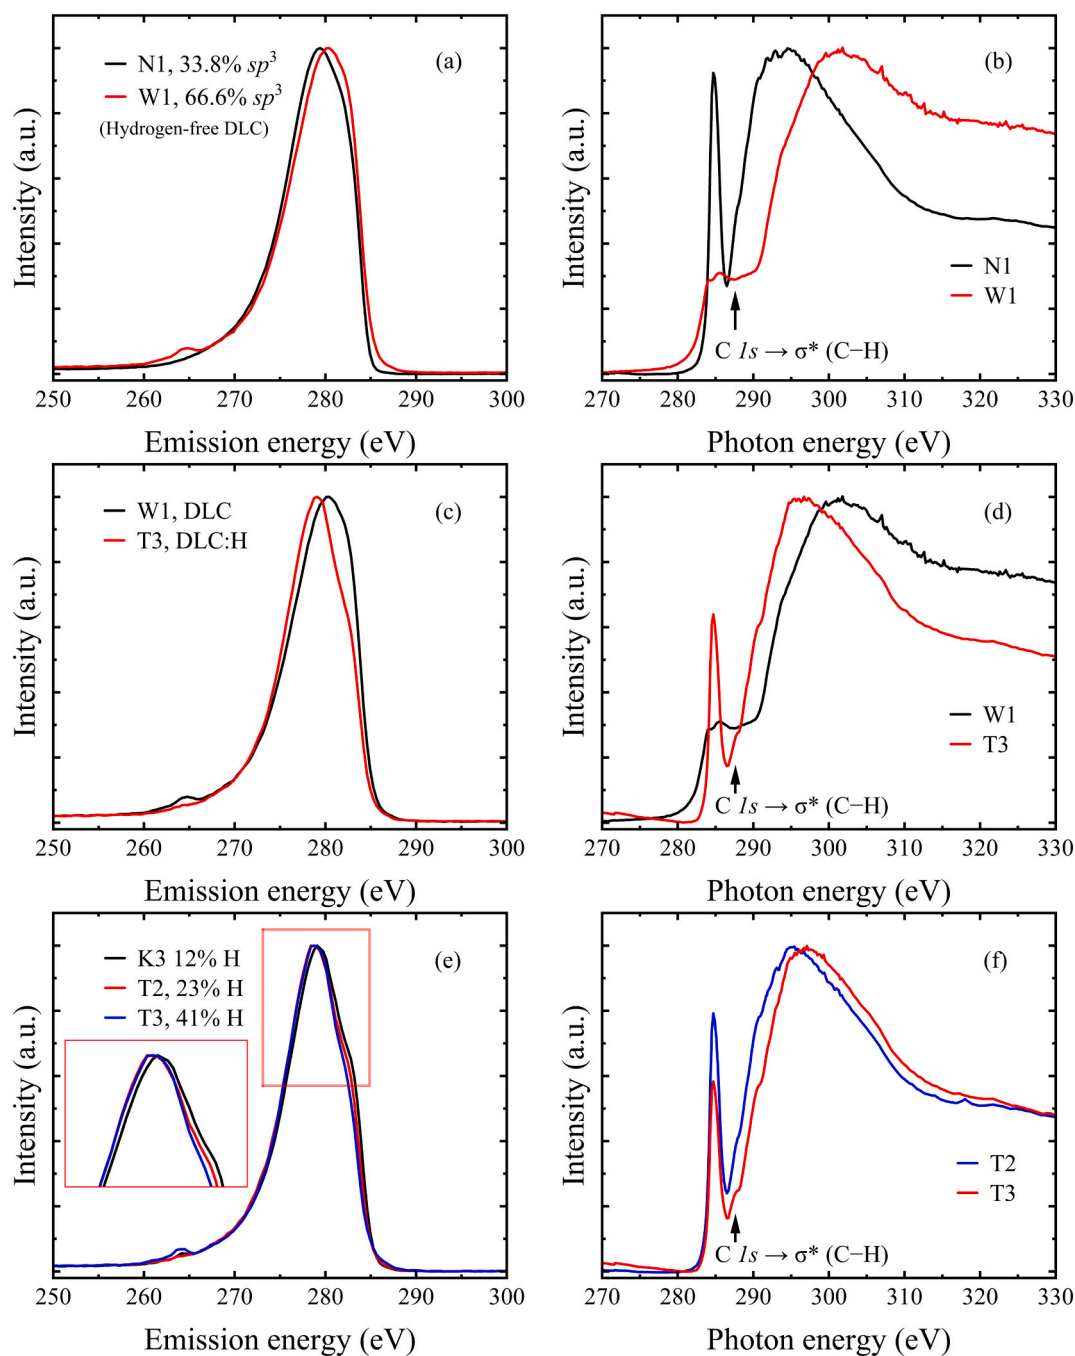 (a)
N1, 33.8% sp³
W1, 66.6% sp³
(Hydrogen-free DLC)
Intensity (a.u.)
250 260 270 280 290 300
Emission energy (eV)
(b)
N1
W1
C 1s → σ* (C−H)
Intensity (a.u.)
270 280 290 300 310 320 330
Photon energy (eV)
(c)
W1, DLC
T3, DLC:H
Intensity (a.u.)
250 260 270 280 290 300
Emission energy (eV)
(d)
W1
T3
C 1s → σ* (C−H)
Intensity (a.u.)
270 280 290 300 310 320 330
Photon energy (eV)
(e)
K3 12% H
T2, 23% H
T3, 41% H
Intensity (a.u.)
250 260 270 280 290 300
Emission energy (eV)
(f)
T2
T3
C 1s → σ* (C−H)
Intensity (a.u.)
270 280 290 300 310 320 330
Photon energy (eV)